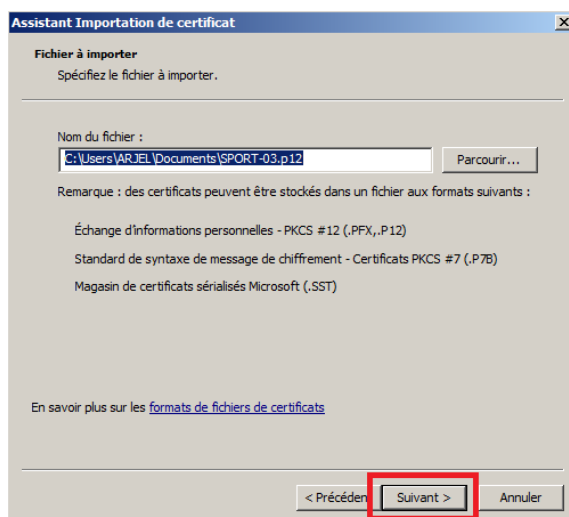 Assistant Importation de certificat
Fichier à importer
Spécifiez le fichier à importer.
Nom du fichier :
C:\Users\ARJEL\Documents\SPORT-03.p12
Parcourir...
Remarque : des certificats peuvent être stockés dans un fichier aux formats suivants :
Échange d'informations personnelles - PKCS #12 (.PFX,.P12)
Standard de syntaxe de message de chiffrement - Certificats PKCS #7 (.P7B)
Magasin de certificats sérialisés Microsoft (.SST)
En savoir plus sur les formats de fichiers de certificats
< Précéden Suivant > Annuler